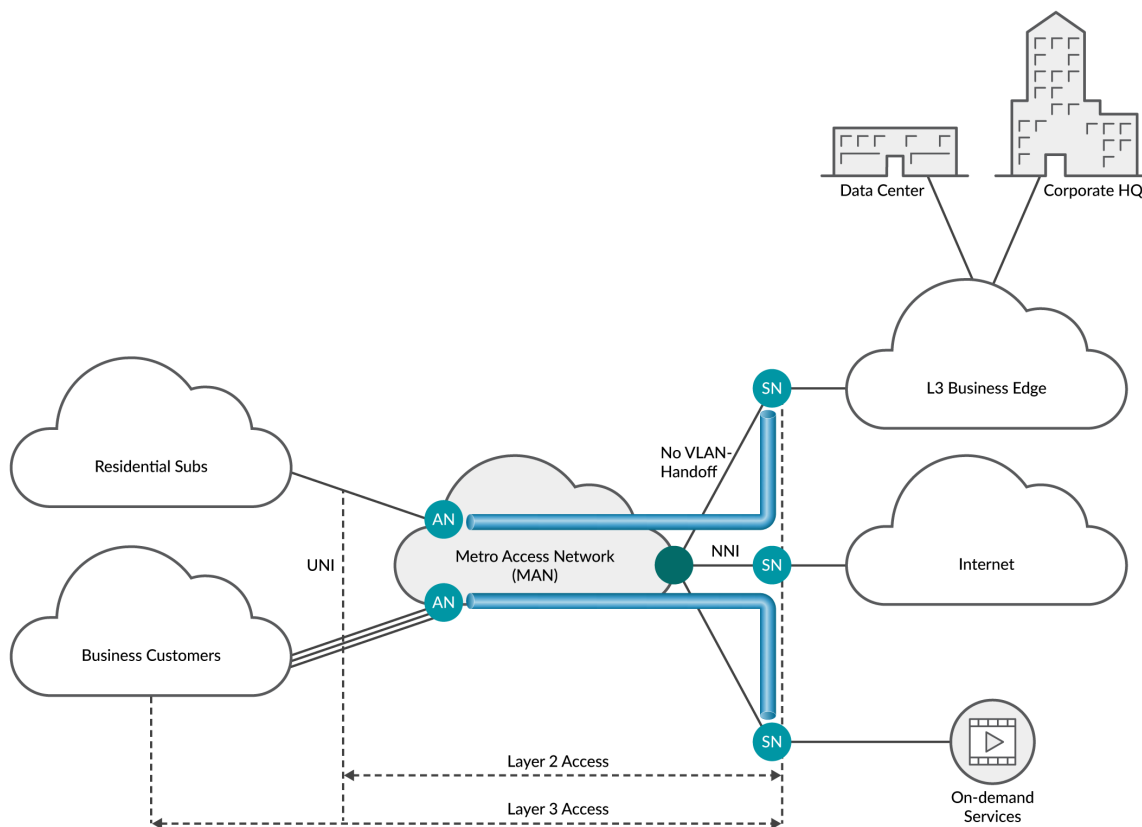 Data Center
Corporate HQ
L3 Business Edge
SN
No VLAN-
Handoff
Residential Subs
AN
Metro Access Network
(MAN)
NNI
SN
Internet
UNI
AN
Business Customers
SN
Layer 2 Access
On-demand
Services
Layer 3 Access